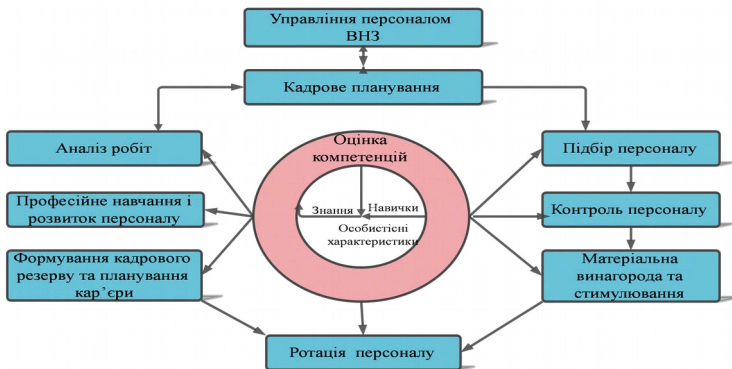 Управління персоналом
ВНЗ
Кадрове планування
Аналіз робіт
Оцінка
компетенцій
Підбір персоналу
Професійне навчання і
розвиток персоналу
Знання
Навички
Особистісні
характеристики
Контроль персоналу
Формування кадрового
резерву та планування
кар’єри
Матеріальна
винагорода та
стимулювання
Ротація персоналу